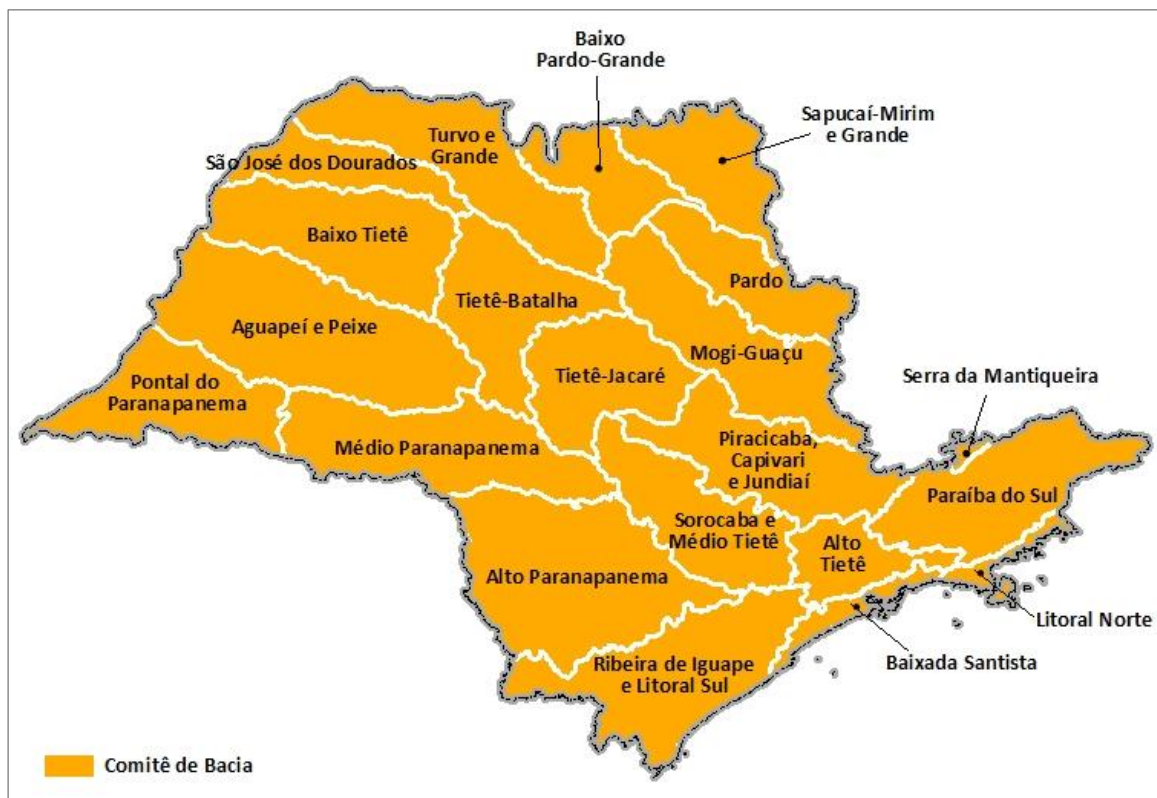 Baixo
Pardo-Grande
Sapucaí-Mirim
e Grande
Turvo e
Grande
São José dos Dourados
Baixo Tietê
Pardo
Tietê-Batalha
Aguapeí e Peixe
Mogi-Guaçu
Tietê-Jacaré
Serra da Mantiqueira
Pontal do
Paranapanema
Médio Paranapanema
Piracicaba,
Capivari
e Jundiaí
Paraíba do Sul
Sorocaba e
Médio Tietê
Alto
Tietê
Alto Paranapanema
Litoral Norte
Ribeira de Iguape
e Litoral Sul
Baixada Santista
Comitê de Bacia